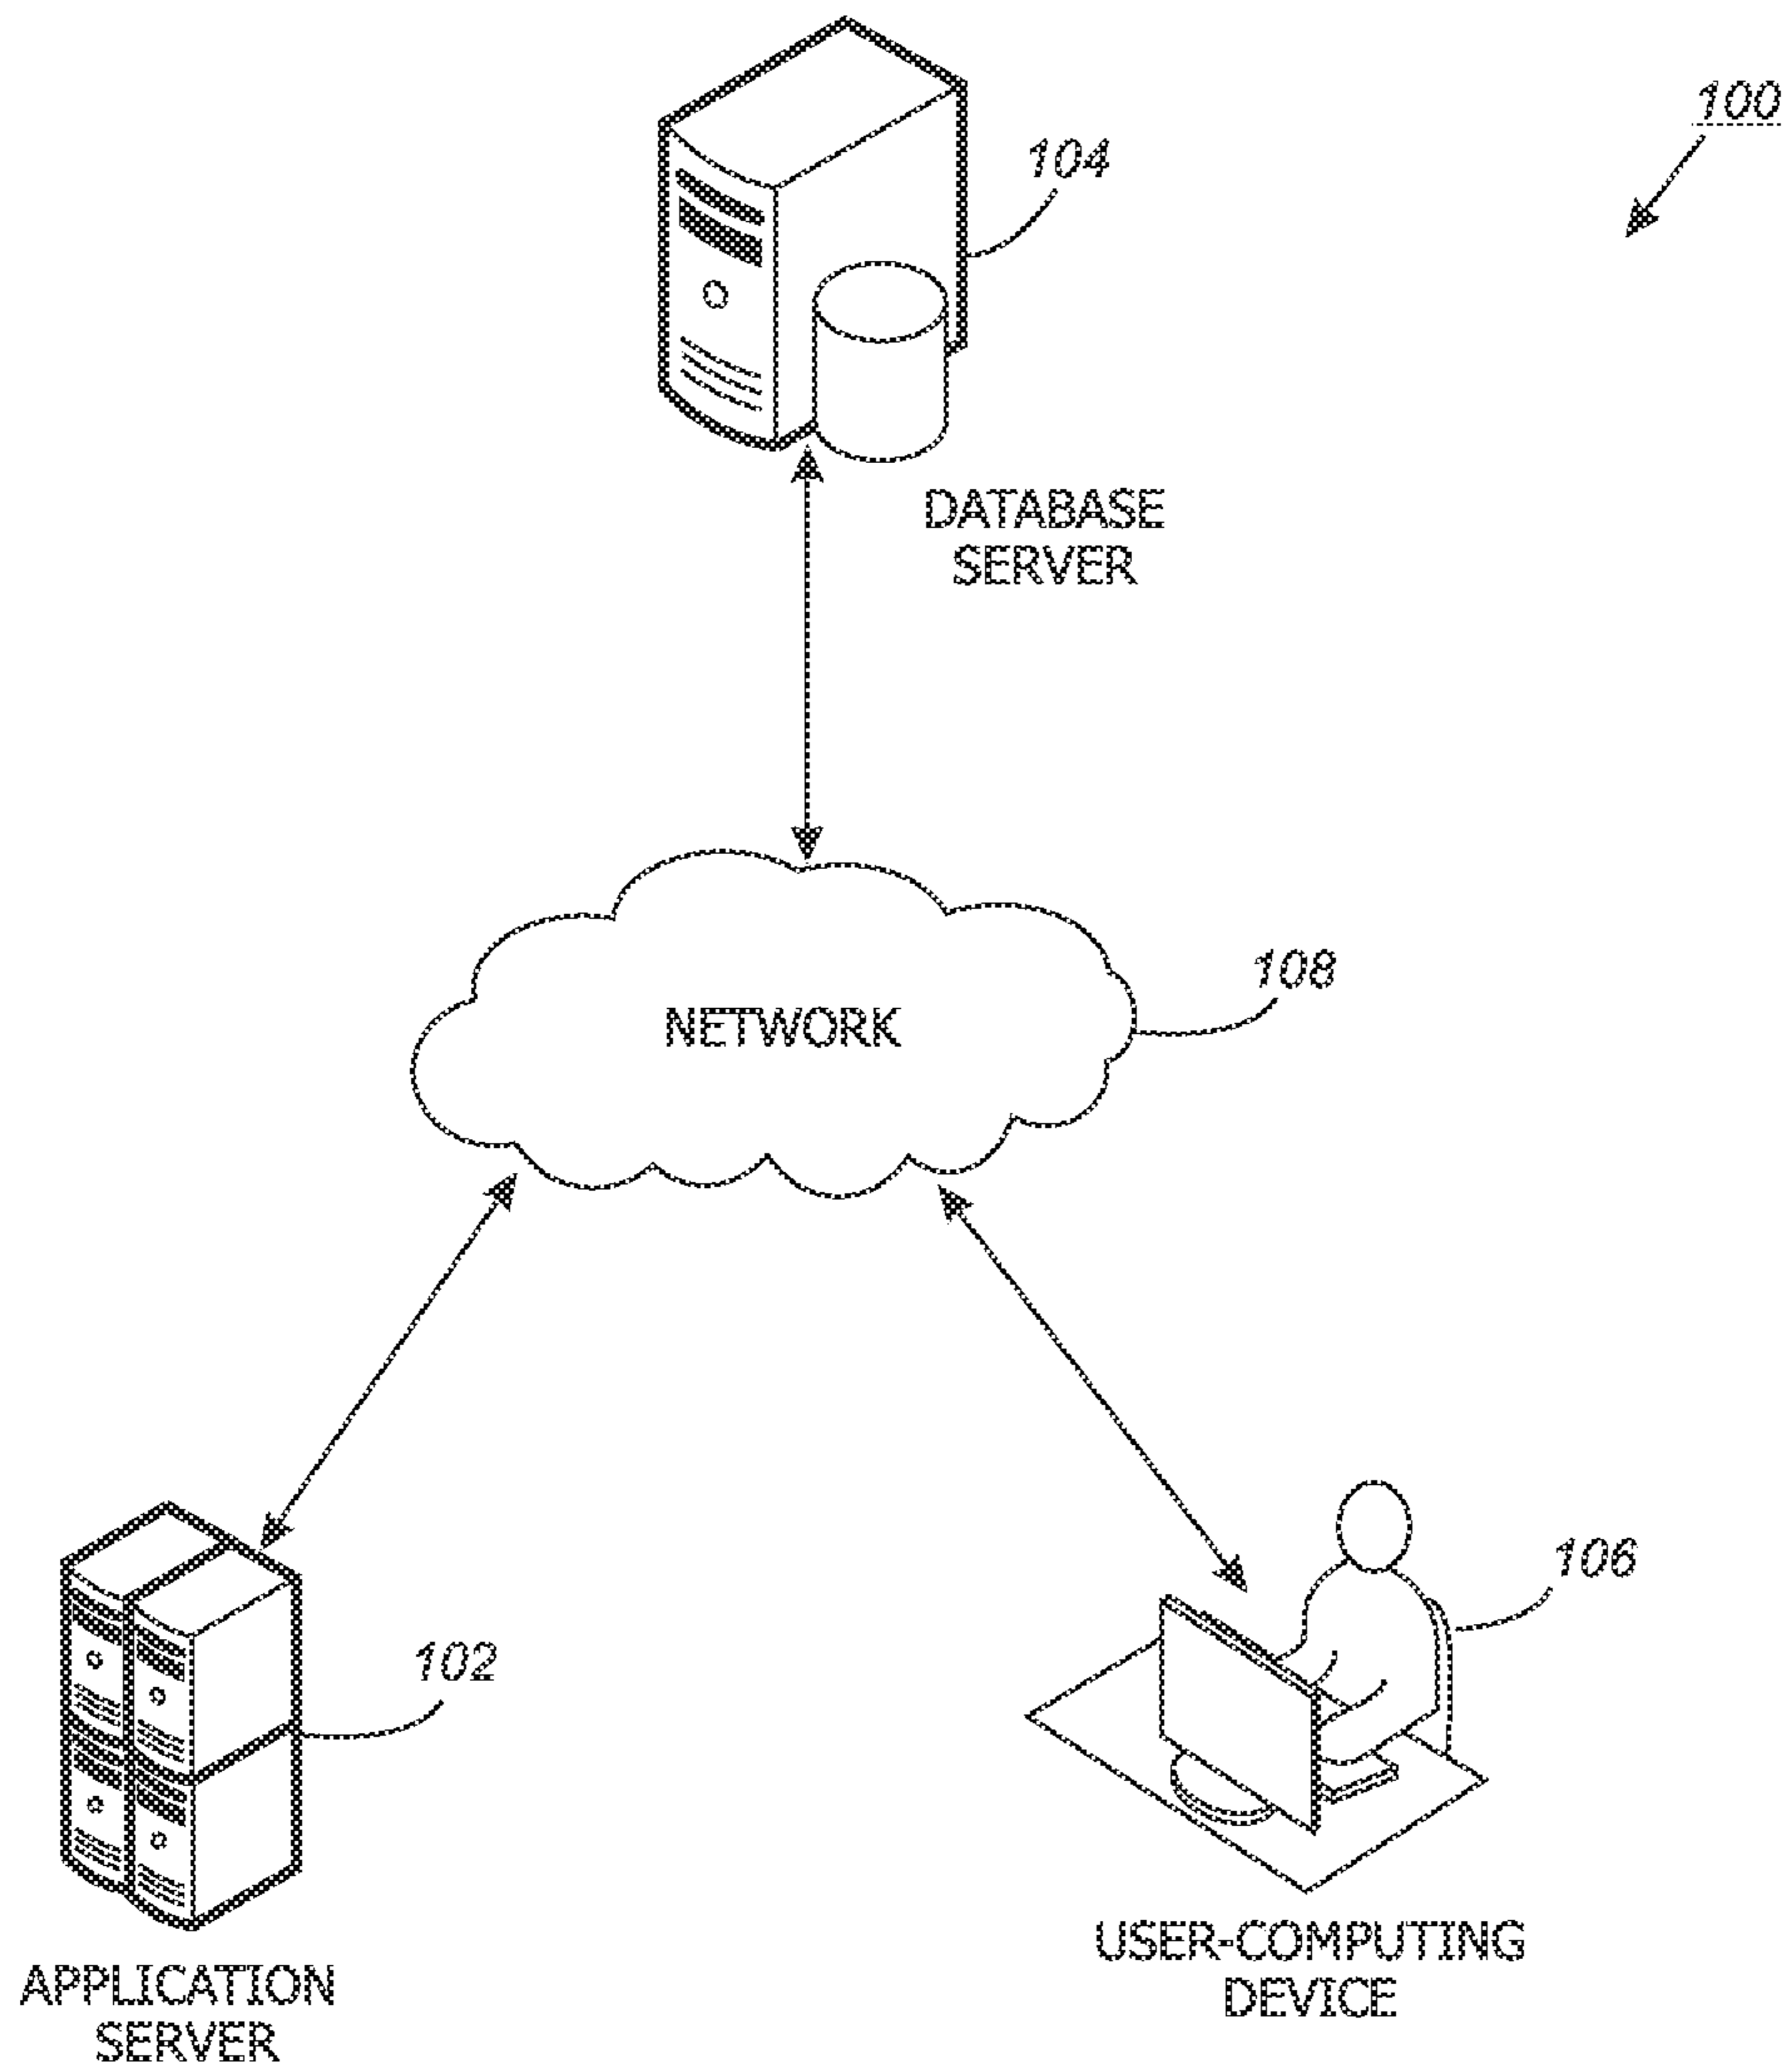 100
104
DATABASE
SERVER
108
NETWORK
106
102
USER-COMPUTING
DEVICE
APPLICATION
SERVER